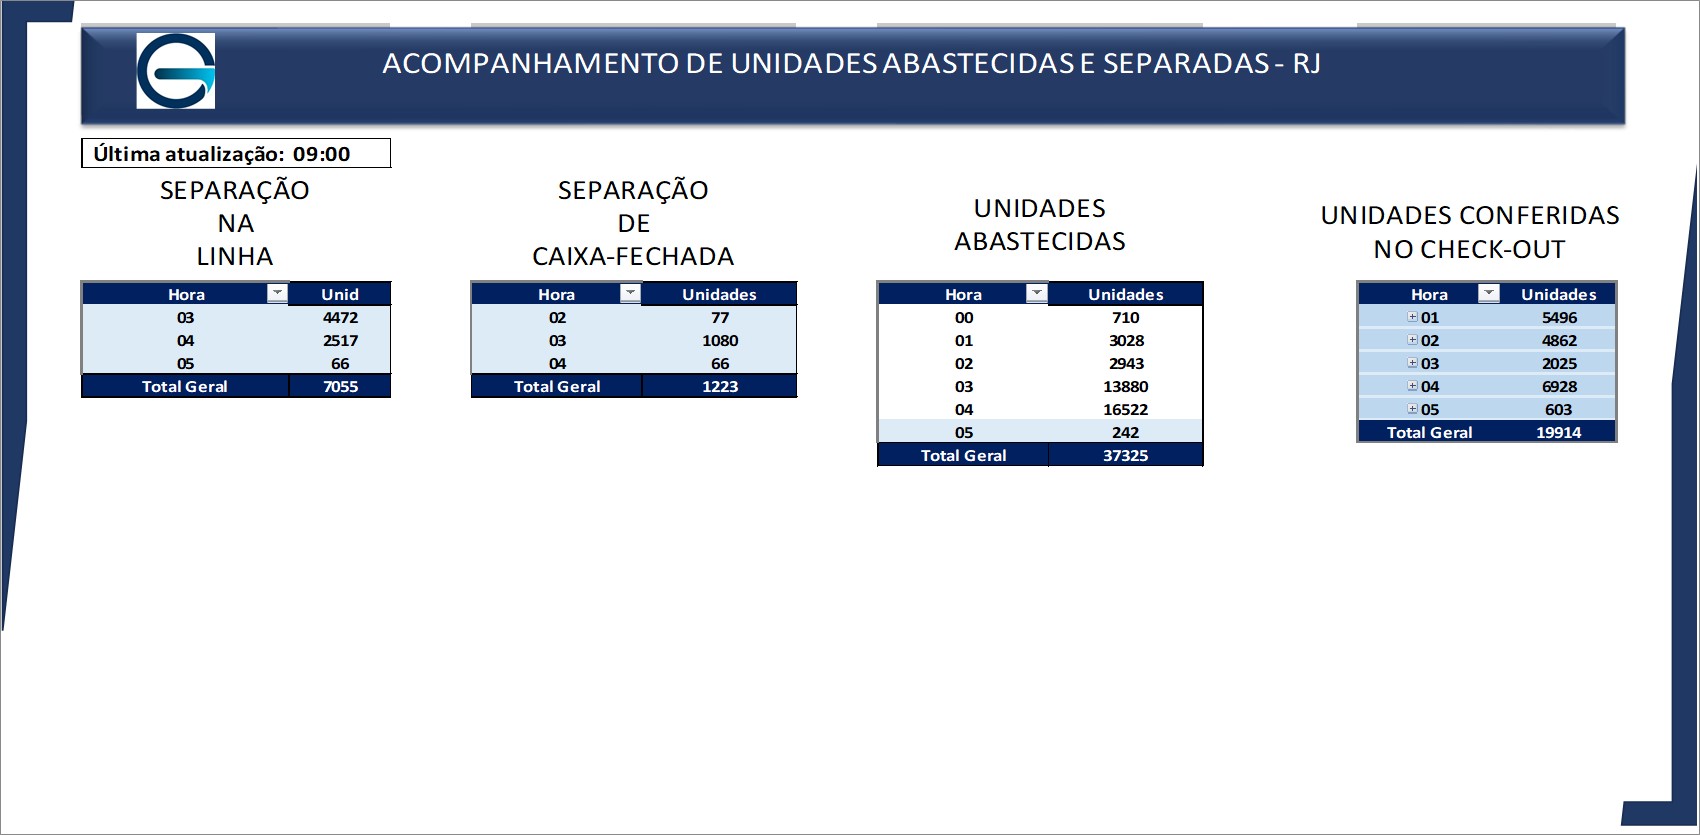 ACOMPANHAMENTO DE UNIDADES ABASTECIDAS E SEPARADAS - RJ
Última atualização: 09:00
SEPARAÇÃO
NA
LINHA
Hora Unid
03 4472
04 2517
05 66
Total Geral 7055
SEPARAÇÃO
DE
CAIXA-FECHADA
Hora Unidades
02 77
03 1080
04 66
Total Geral 1223
UNIDADES
ABASTECIDAS
Hora Unidades
00 710
01 3028
02 2943
03 13880
04 16522
05 242
Total Geral 37325
UNIDADES CONFERIDAS
NO CHECK-OUT
Hora Unidades
01 5496
02 4862
03 2025
04 6928
05 603
Total Geral 19914